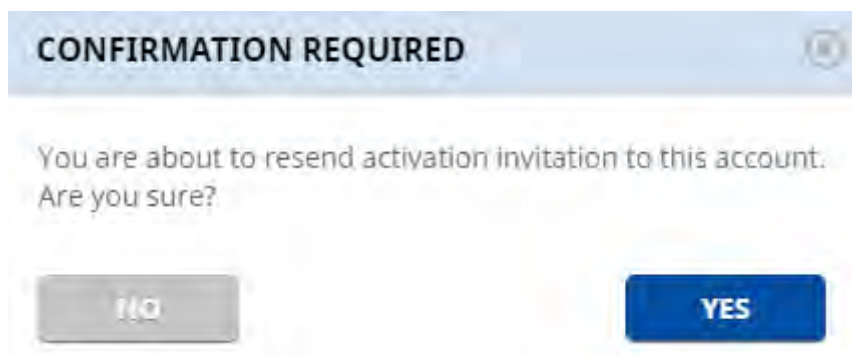 CONFIRMATION REQUIRED
You are about to resend activation invitation to this account.
Are you sure?
NO
YES